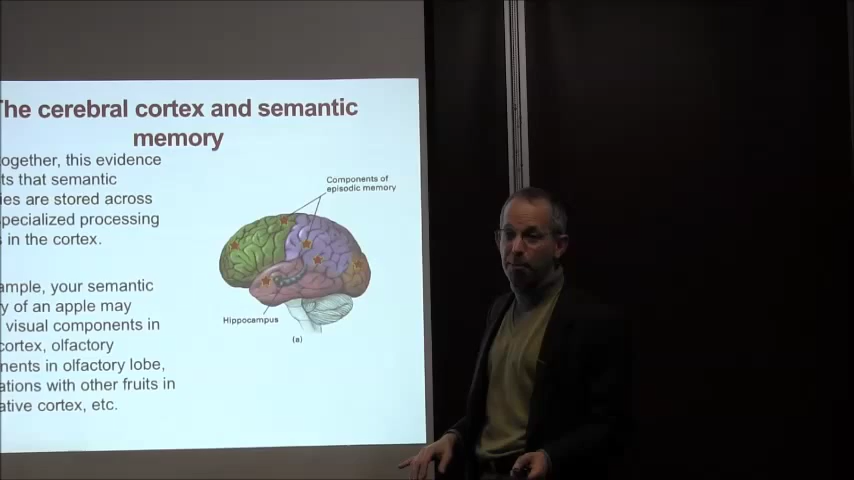 The cerebral cortex and semantic
memory
ogether, this evidence
ts that semantic
ies are stored across
pecialized processing
s in the cortex.
ample, your semantic
y of an apple may
visual components in
cortex, olfactory
nents in olfactory lobe,
ations with other fruits in
ative cortex, etc.
Components of
episodic memory
Hippocampus
(a)